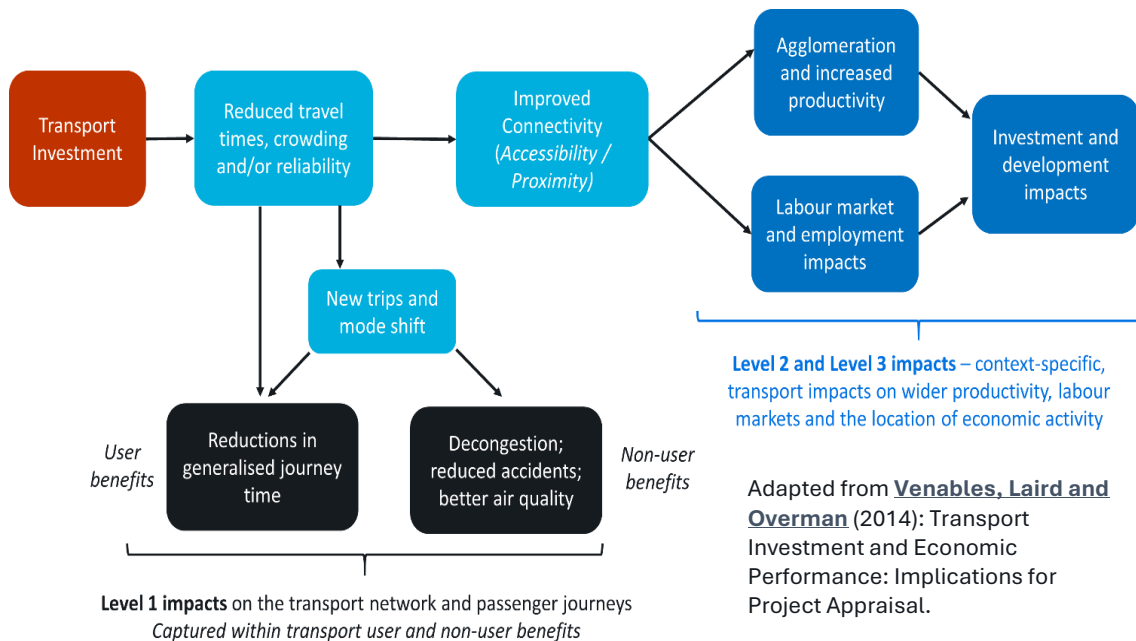 Transport
Investment
Reduced travel
times, crowding
and/or reliability
Improved
Connectivity
(Accessibility /
Proximity)
Agglomeration
and increased
productivity
Labour market
and employment
impacts
Investment and
development
impacts
New trips and
mode shift
Level 2 and Level 3 impacts – context-specific,
transport impacts on wider productivity, labour
markets and the location of economic activity
User
benefits
Reductions in
generalised journey
time
Decongestion;
reduced accidents;
better air quality
Non-user
benefits
Level 1 impacts on the transport network and passenger journeys
Captured within transport user and non-user benefits
Adapted from Venables, Laird and
Overman (2014): Transport
Investment and Economic
Performance: Implications for
Project Appraisal.